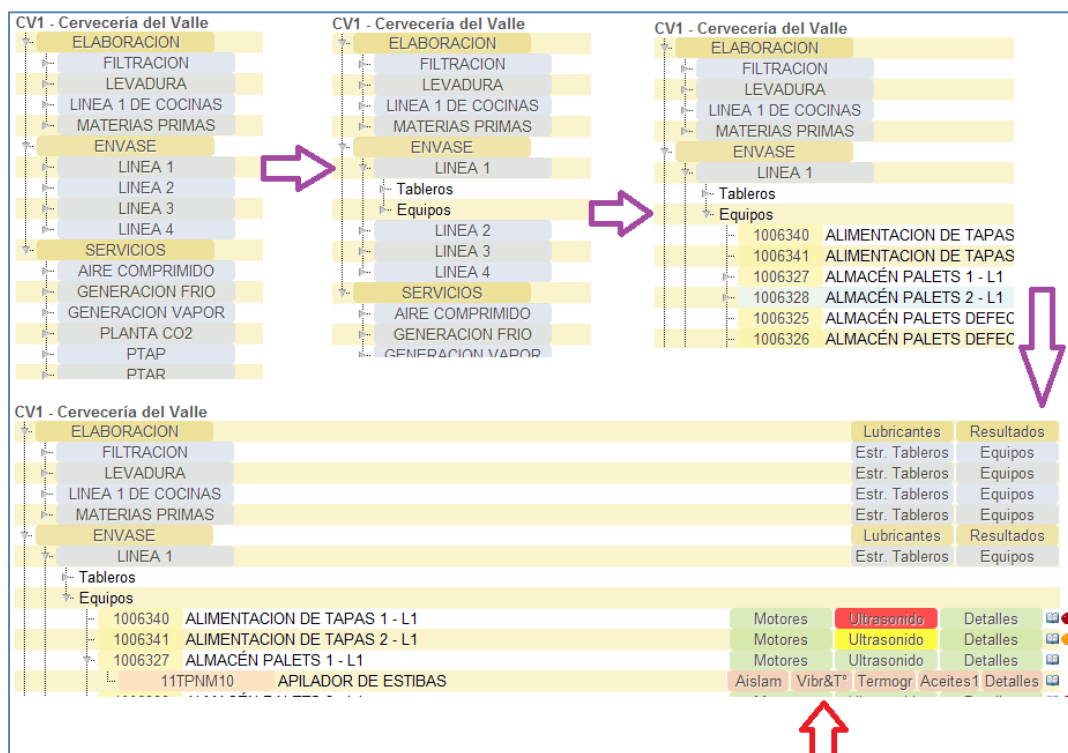 CV1 - Cervecería del Valle
ELABORACION
FILTRACION
LEVADURA
LINEA 1 DE COCINAS
MATERIAS PRIMAS
ENVASE
LINEA 1
LINEA 2
LINEA 3
LINEA 4
SERVICIOS
AIRE COMPRIMIDO
GENERACION FRIO
GENERACION VAPOR
PLANTA CO2
PTAP
PTAR
CV1 - Cervecería del Valle
ELABORACION
FILTRACION
LEVADURA
LINEA 1 DE COCINAS
MATERIAS PRIMAS
ENVASE
LINEA 1
Tableros
Equipos
LINEA 2
LINEA 3
LINEA 4
SERVICIOS
AIRE COMPRIMIDO
GENERACION FRIO
GENERACION VAPOR
CV1 - Cervecería del Valle
ELABORACION
FILTRACION
LEVADURA
LINEA 1 DE COCINAS
MATERIAS PRIMAS
ENVASE
LINEA 1
Tableros
Equipos
1006340 ALIMENTACION DE TAPAS
1006341 ALIMENTACION DE TAPAS
1006327 ALMACÉN PALETS 1 - L1
1006328 ALMACÉN PALETS 2 - L1
1006325 ALMACÉN PALETS DEFEC
1006326 ALMACÉN PALETS DEFEC
CV1 - Cervecería del Valle
ELABORACION Lubricantes Resultados
FILTRACION Estr. Tableros Equipos
LEVADURA Estr. Tableros Equipos
LINEA 1 DE COCINAS Estr. Tableros Equipos
MATERIAS PRIMAS Estr. Tableros Equipos
ENVASE Lubricantes Resultados
LINEA 1 Estr. Tableros Equipos
Tableros
Equipos
1006340 ALIMENTACION DE TAPAS 1 - L1 Motores Ultrasonido Detalles
1006341 ALIMENTACION DE TAPAS 2 - L1 Motores Ultrasonido Detalles
1006327 ALMACÉN PALETS 1 - L1 Motores Ultrasonido Detalles
11TPNM10 APILADOR DE ESTIBAS Aislam Vibr&T° Termogr Aceites1 Detalles